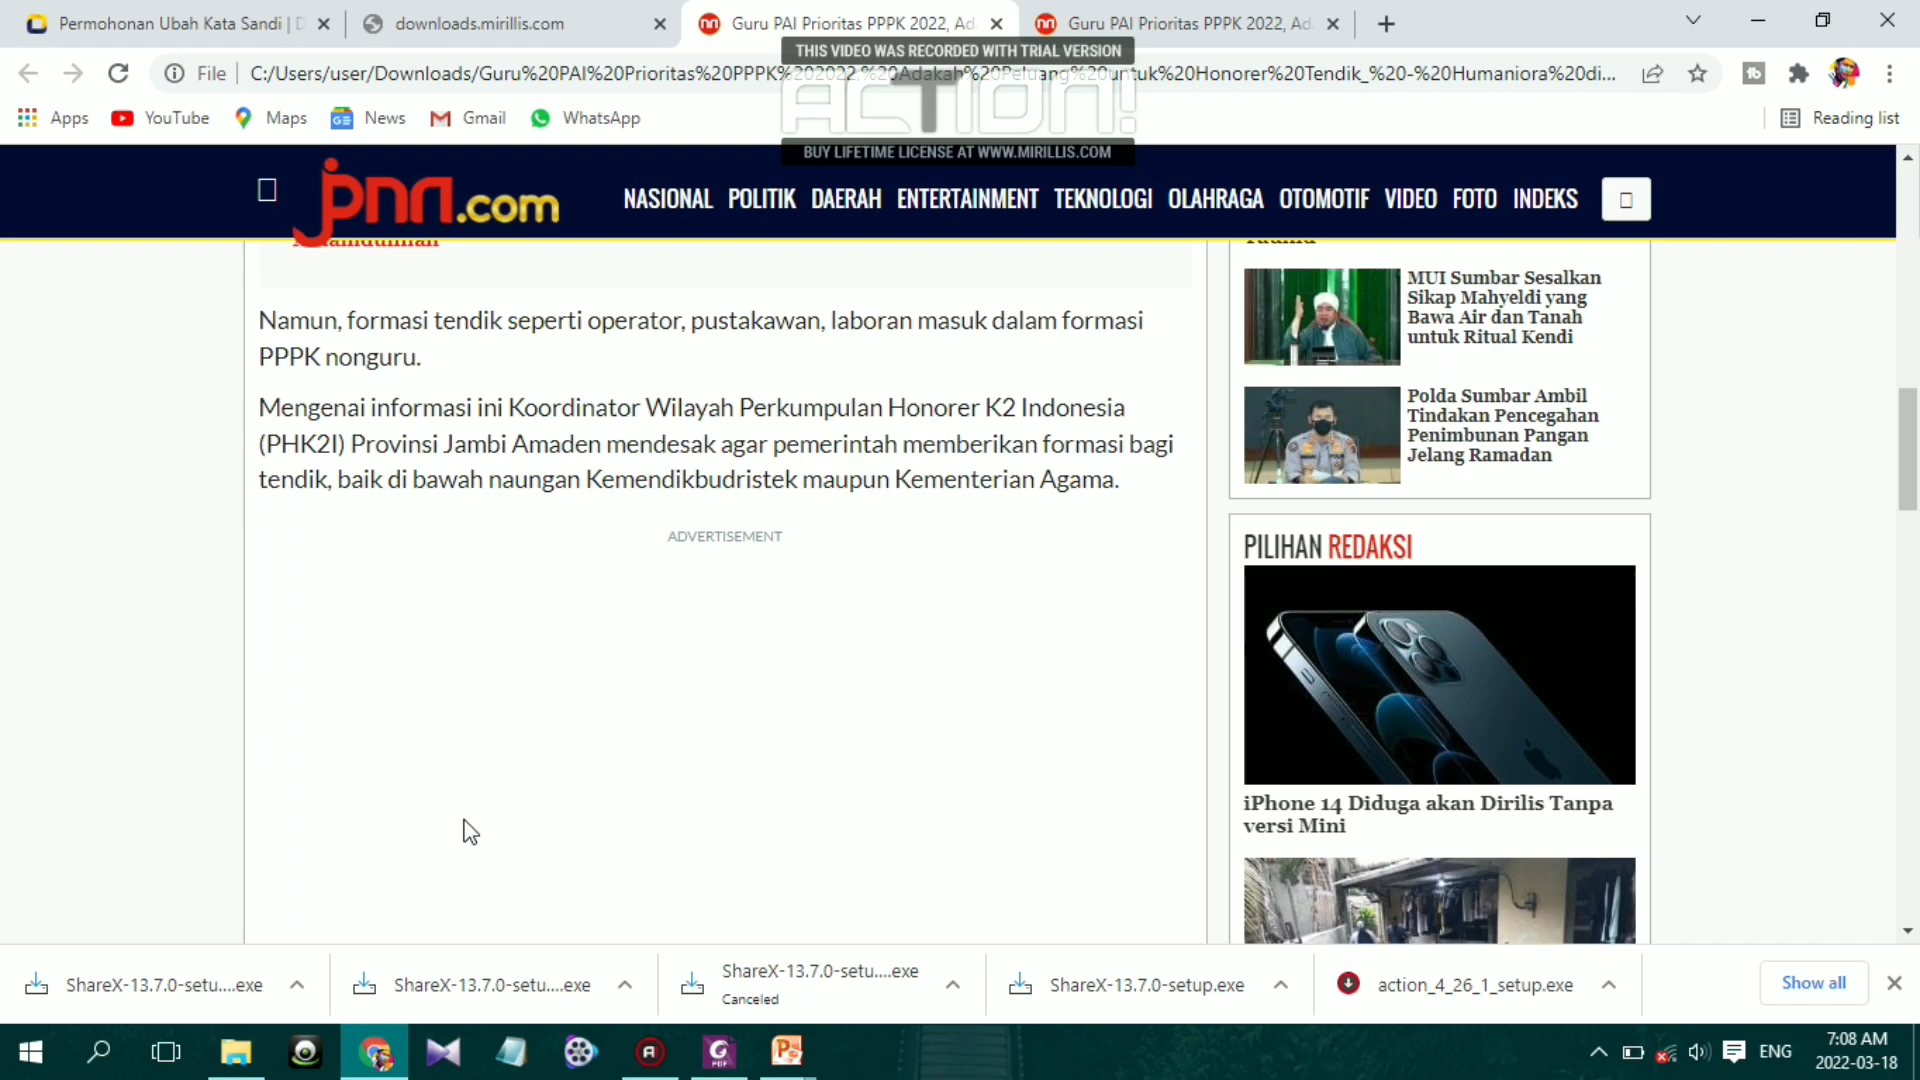 Permohonan Ubah Kata Sandi | D
downloads.mirillis.com
Guru PAI Prioritas PPPK 2022, Ad
Guru PAI Prioritas PPPK 2022, Ad
THIS VIDEO WAS RECORDED WITH TRIAL VERSION
File
C:/Users/user/Downloads/Guru%20PAI%20Prioritas%20PPPK%202022,%20Adakah%20Peluang%20untuk%20Honorer%20Tendik_%20-%20Humaniora%20di...
ACTION!
BUY LIFETIME LICENSE AT WWW.MIRILLIS.COM
Apps
YouTube
Maps
News
Gmail
WhatsApp
Reading list
jpnn.com
NASIONAL POLITIK DAERAH ENTERTAINMENT TEKNOLOGI OLAHRAGA OTOMOTIF VIDEO FOTO INDEKS
Namun, formasi tendik seperti operator, pustakawan, laboran masuk dalam formasi
PPPK nonguru.
Mengenai informasi ini Koordinator Wilayah Perkumpulan Honorer K2 Indonesia
(PHK2I) Provinsi Jambi Amaden mendesak agar pemerintah memberikan formasi bagi
tendik, baik di bawah naungan Kemendikbudristek maupun Kementerian Agama.
ADVERTISEMENT
MUI Sumbar Sesalkan
Sikap Mahyeldi yang
Bawa Air dan Tanah
untuk Ritual Kendi
Polda Sumbar Ambil
Tindakan Pencegahan
Penimbunan Pangan
Jelang Ramadan
PILIHAN REDAKSI
iPhone 14 Diduga akan Dirilis Tanpa
versi Mini
ShareX-13.7.0-setu....exe
ShareX-13.7.0-setu....exe
ShareX-13.7.0-setu....exe
Canceled
ShareX-13.7.0-setup.exe
action_4_26_1_setup.exe
Show all
ENG
7:08 AM
2022-03-18